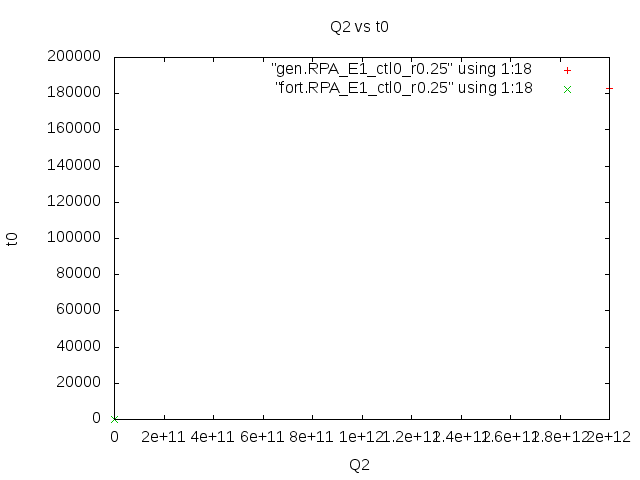 Q2 vs t0
"gen.RPA_E1_ctl0_r0.25" using 1:18
"fort.RPA_E1_ctl0_r0.25" using 1:18
200000
180000
160000
140000
120000
100000
80000
60000
40000
20000
0
t0
0 2e+11 4e+11 6e+11 8e+11 1e+12 1.2e+12 1.4e+12 1.6e+12 1.8e+12 2e+12
Q2